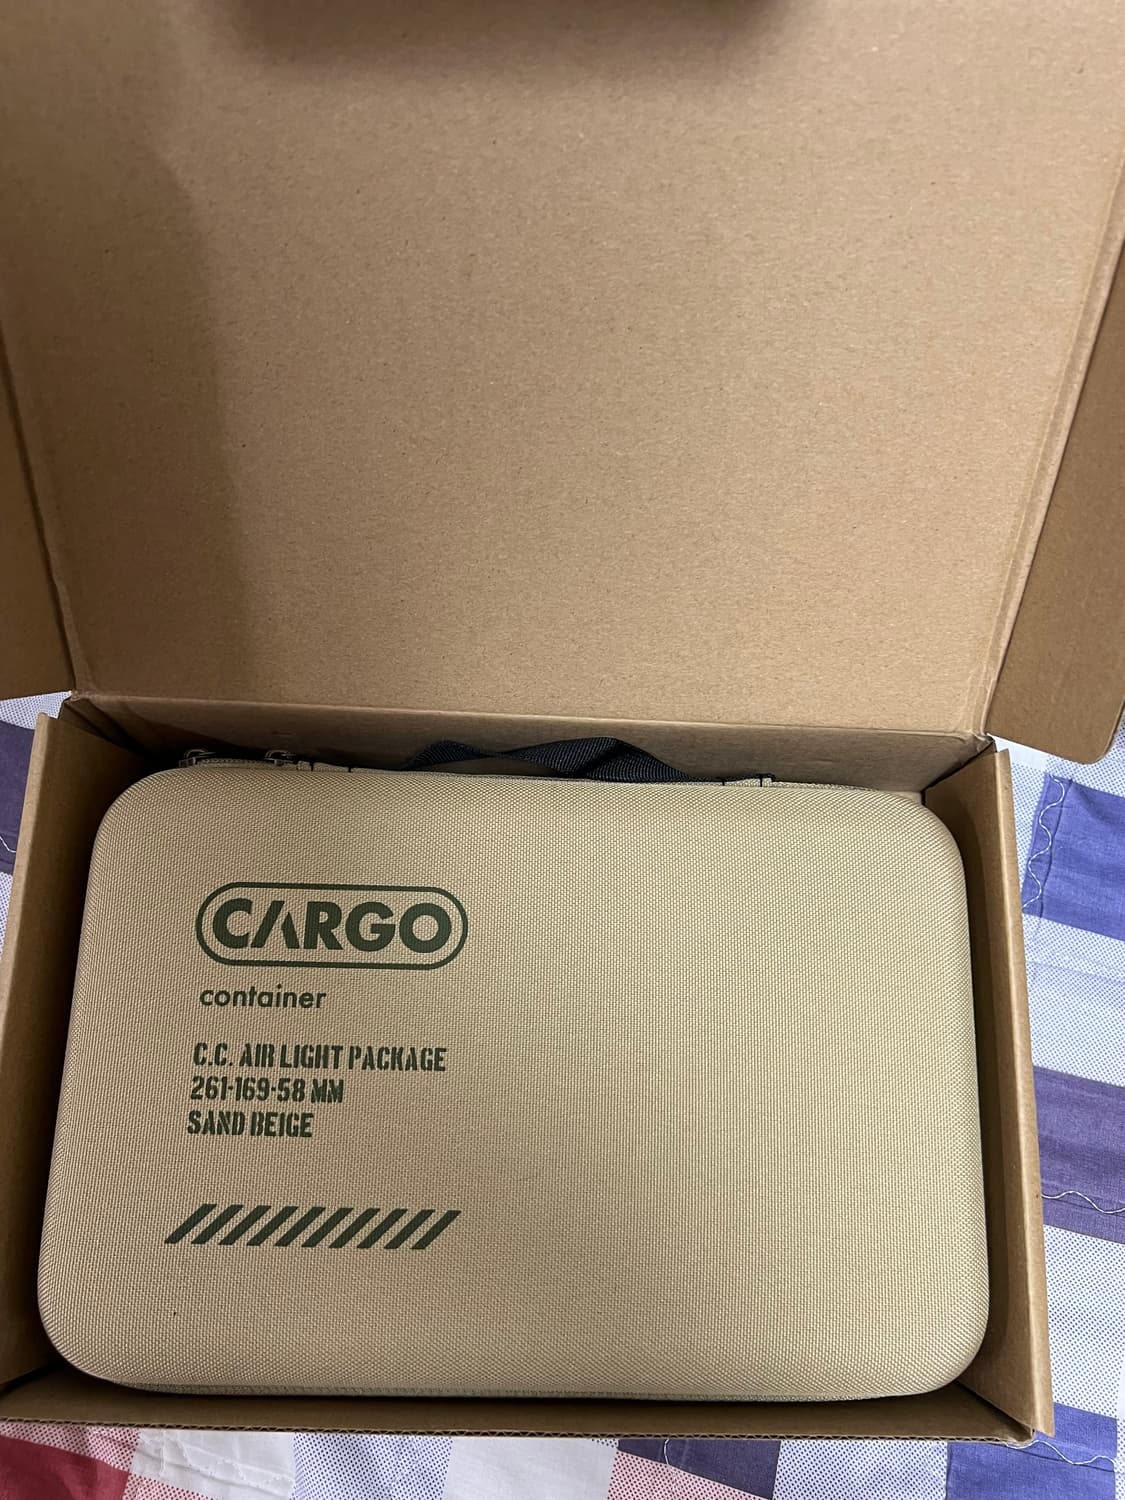 CARGO
container
C.C. AIR LIGHT PACKAGE
261-169-58 MM
SAND BEIGE